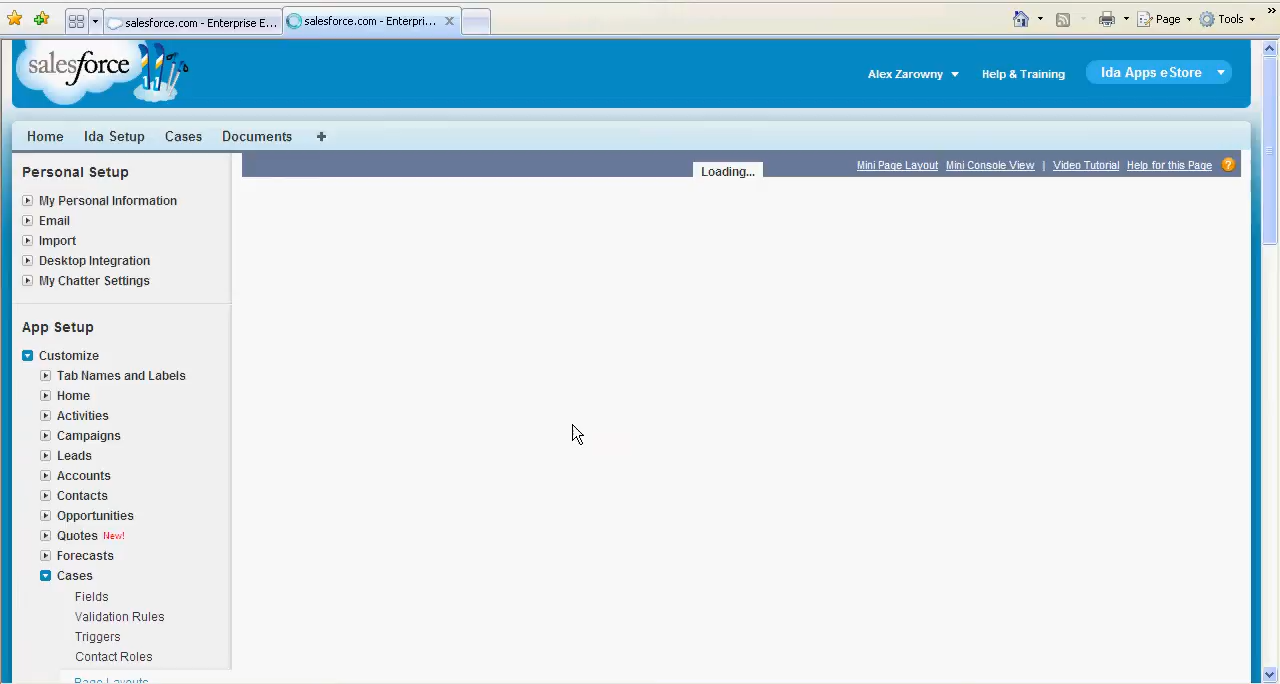 salesforce.com - Enterprise E...
salesforce.com - Enterpri...
Page
Tools
salesforce
Alex Zarowny
Help & Training
Ida Apps eStore
Home
Ida Setup
Cases
Documents
Personal Setup
My Personal Information
Email
Import
Desktop Integration
My Chatter Settings
Loading...
Mini Page Layout
Mini Console View
|
Video Tutorial
Help for this Page
?
App Setup
Customize
Tab Names and Labels
Home
Activities
Campaigns
Leads
Accounts
Contacts
Opportunities
Quotes New!
Forecasts
Cases
Fields
Validation Rules
Triggers
Contact Roles
Page Layouts